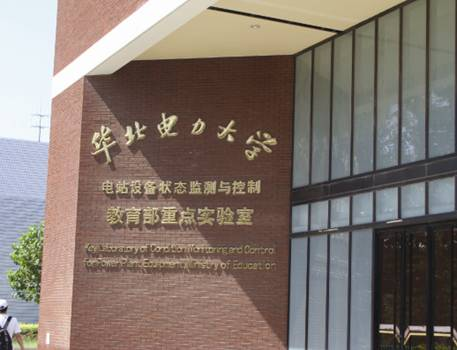 华北电力大学
电站设备状态监测与控制
教育部重点实验室
Key Laboratory of Condition Monitoring and Control
For Power Plant Equipment Ministry of Education